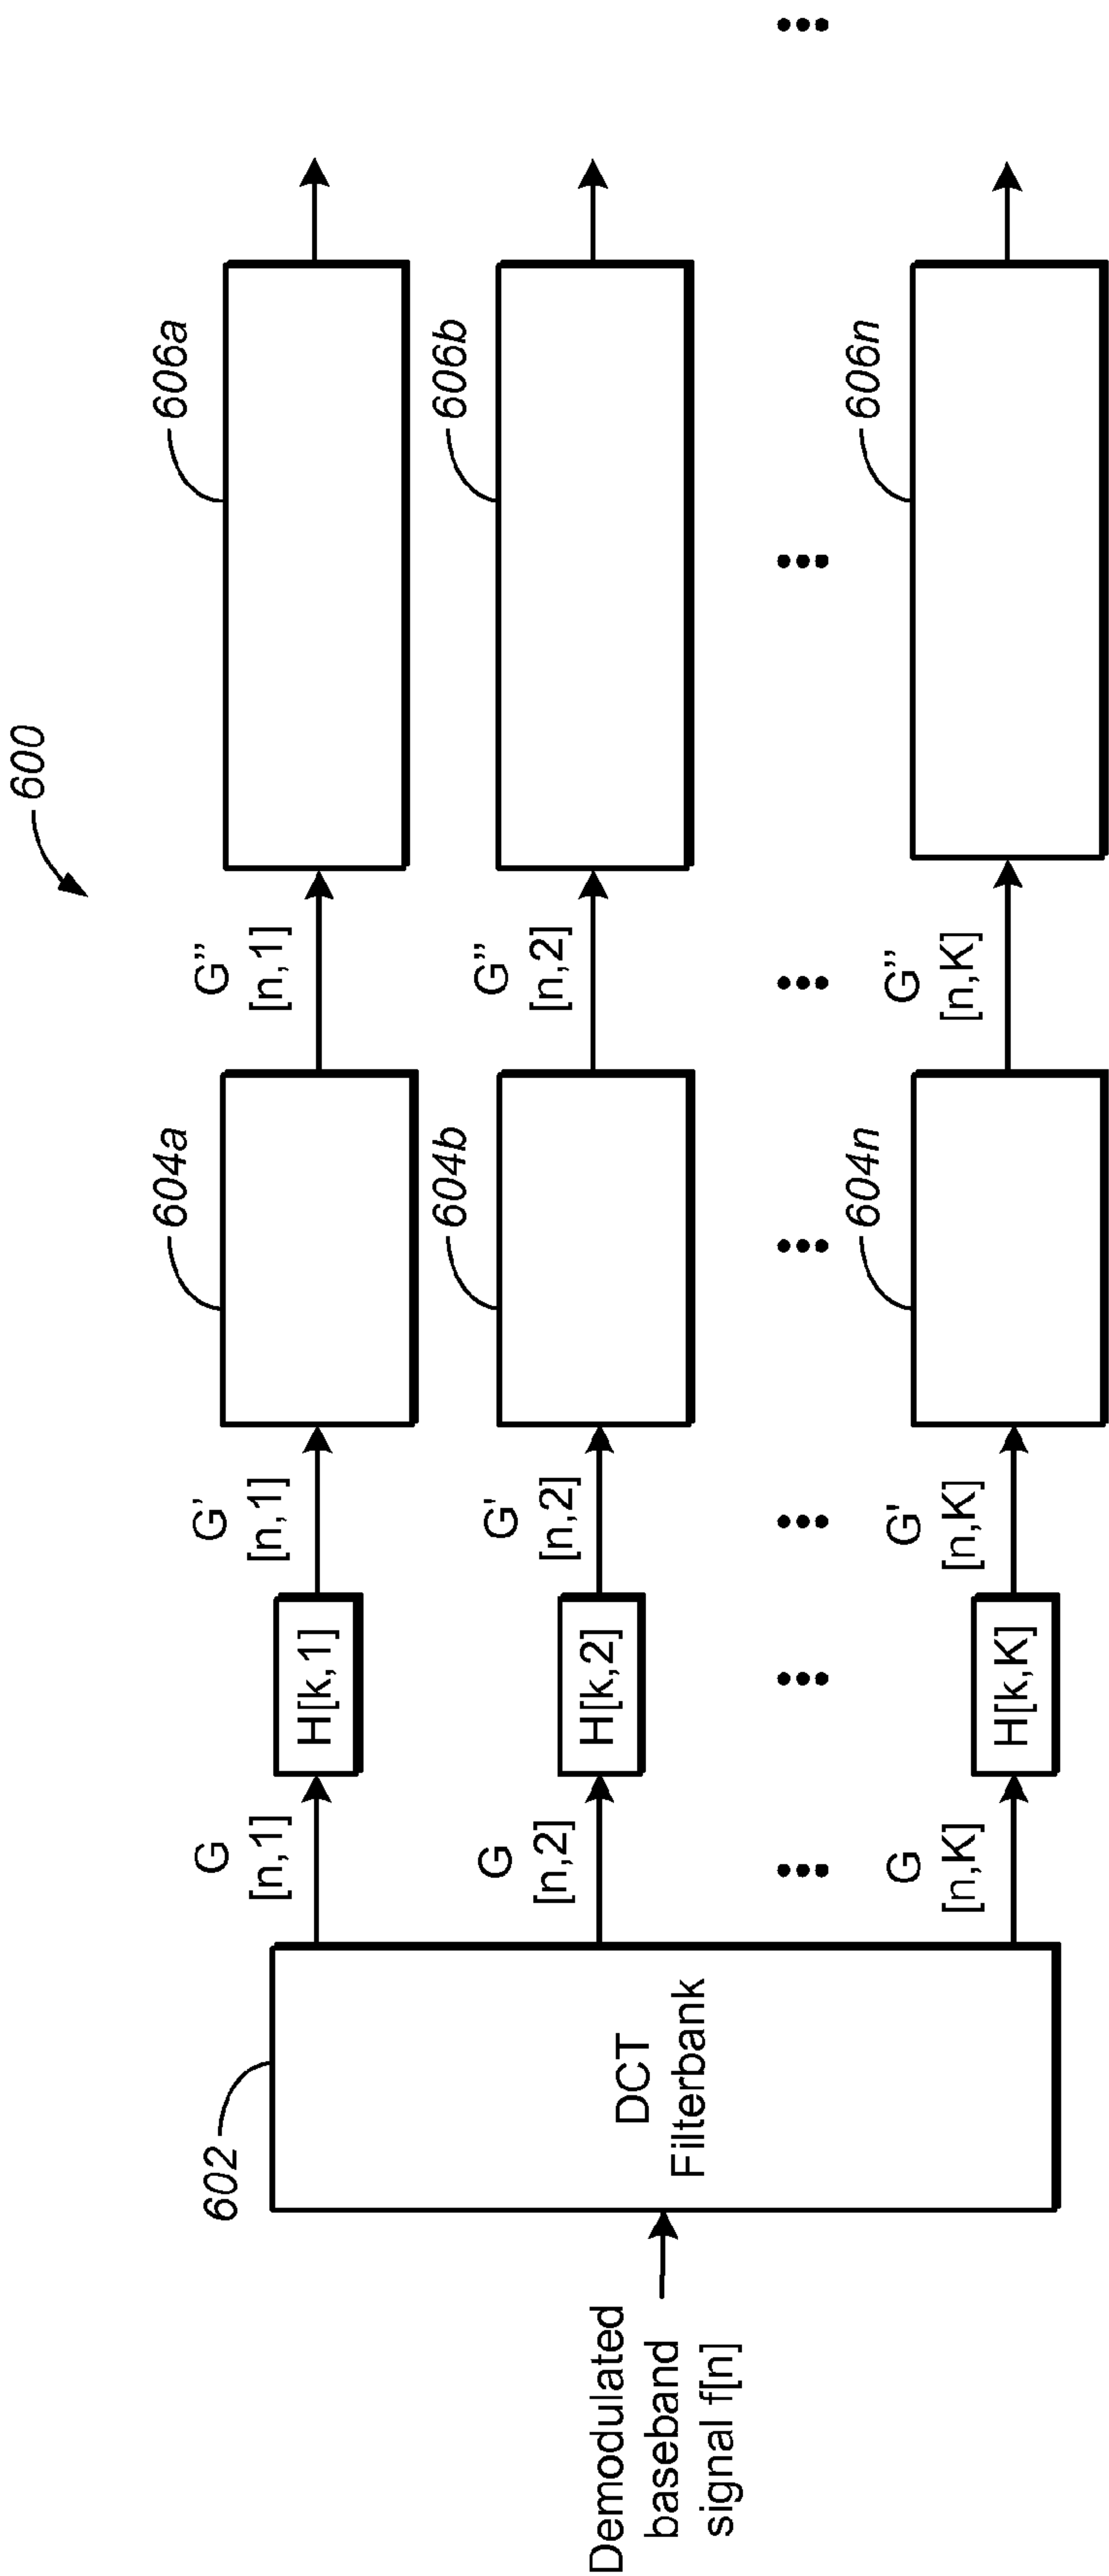 600
Demodulated
baseband
signal f[n]
602
DCT
Filterbank
G
[n,1]
H[k,1]
G'
[n,1]
604a
G"
[n,1]
606a
G
[n,2]
H[k,2]
G'
[n,2]
604b
G"
[n,2]
606b
G
[n,K]
H[k,K]
G'
[n,K]
604n
G"
[n,K]
606n